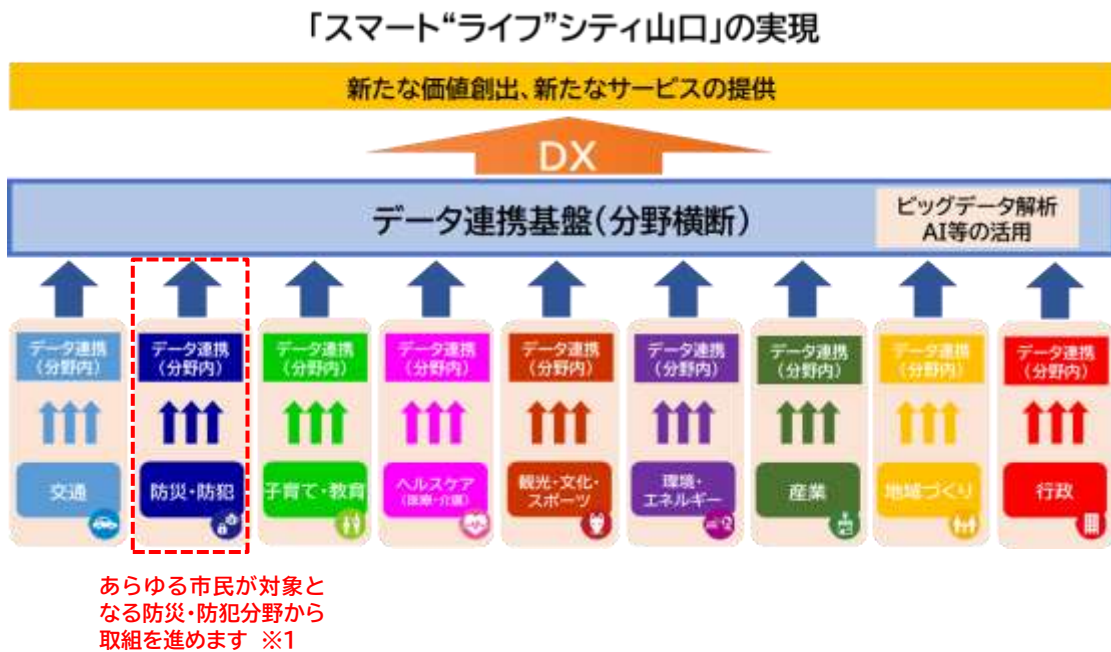 「スマート“ライフ”シティ山口」の実現
新たな価値創出、新たなサービスの提供
DX
データ連携基盤(分野横断)
ビッグデータ解析
AI等の活用
データ連携
(分野内)
データ連携
(分野内)
データ連携
(分野内)
データ連携
(分野内)
データ連携
(分野内)
データ連携
(分野内)
データ連携
(分野内)
データ連携
(分野内)
データ連携
(分野内)
交通
防災・防犯
子育て・教育
ヘルスケア
(医療・介護)
観光・文化・
スポーツ
環境・
エネルギー
産業
地域づくり
行政
あらゆる市民が対象と
なる防災・防犯分野から
取組を進めます ※1